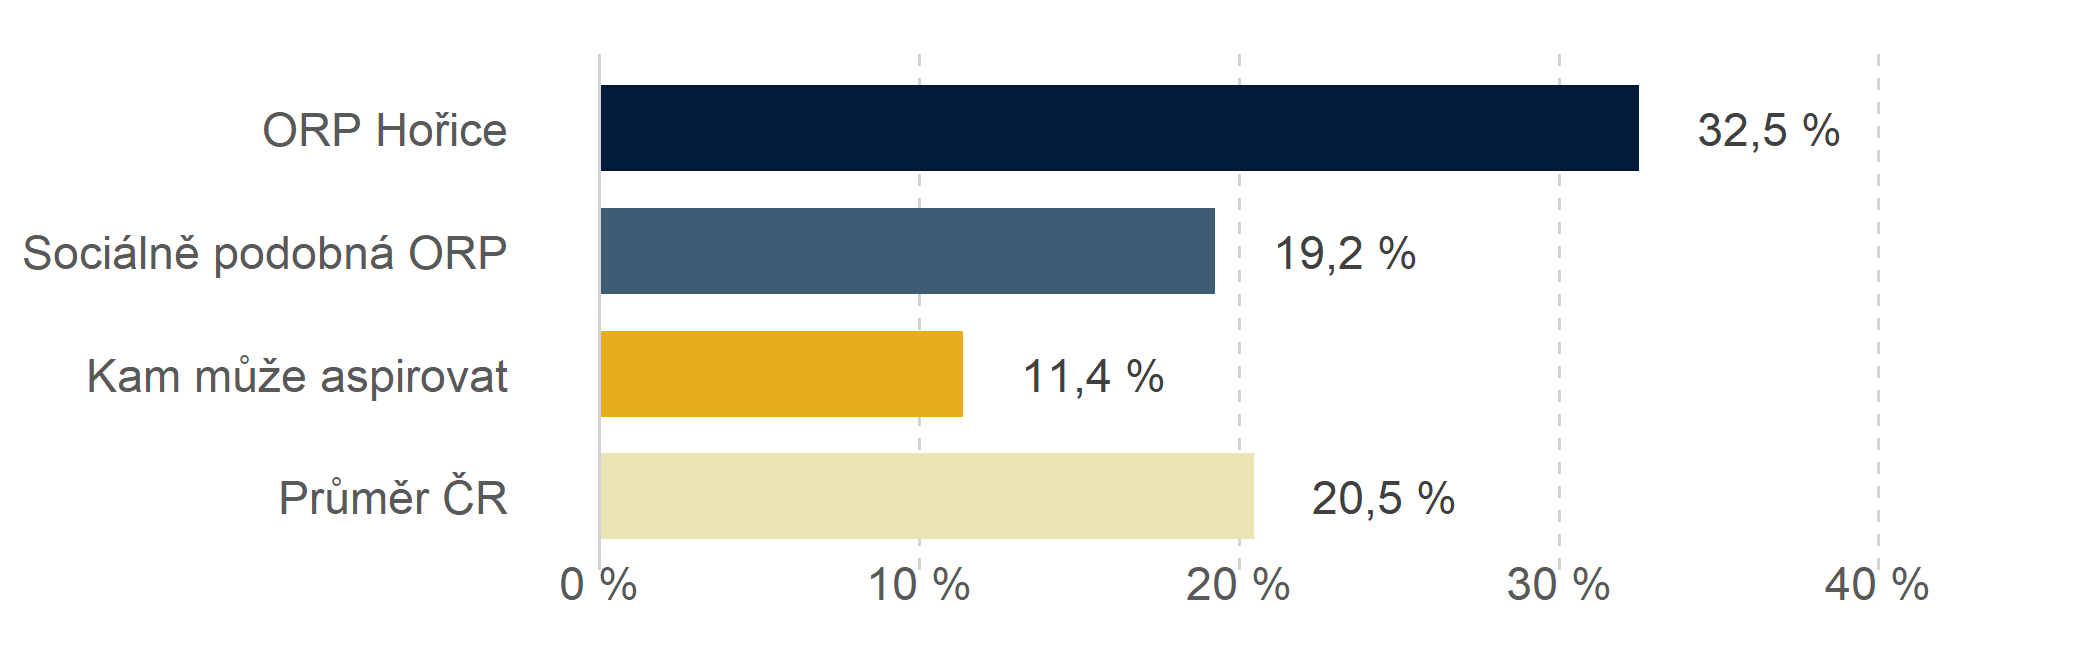 ORP Hořice
32,5 %
Sociálně podobná ORP
19,2 %
Kam může aspirovat
11,4 %
Průměr ČR
20,5 %
0 %
10 %
20 %
30 %
40 %